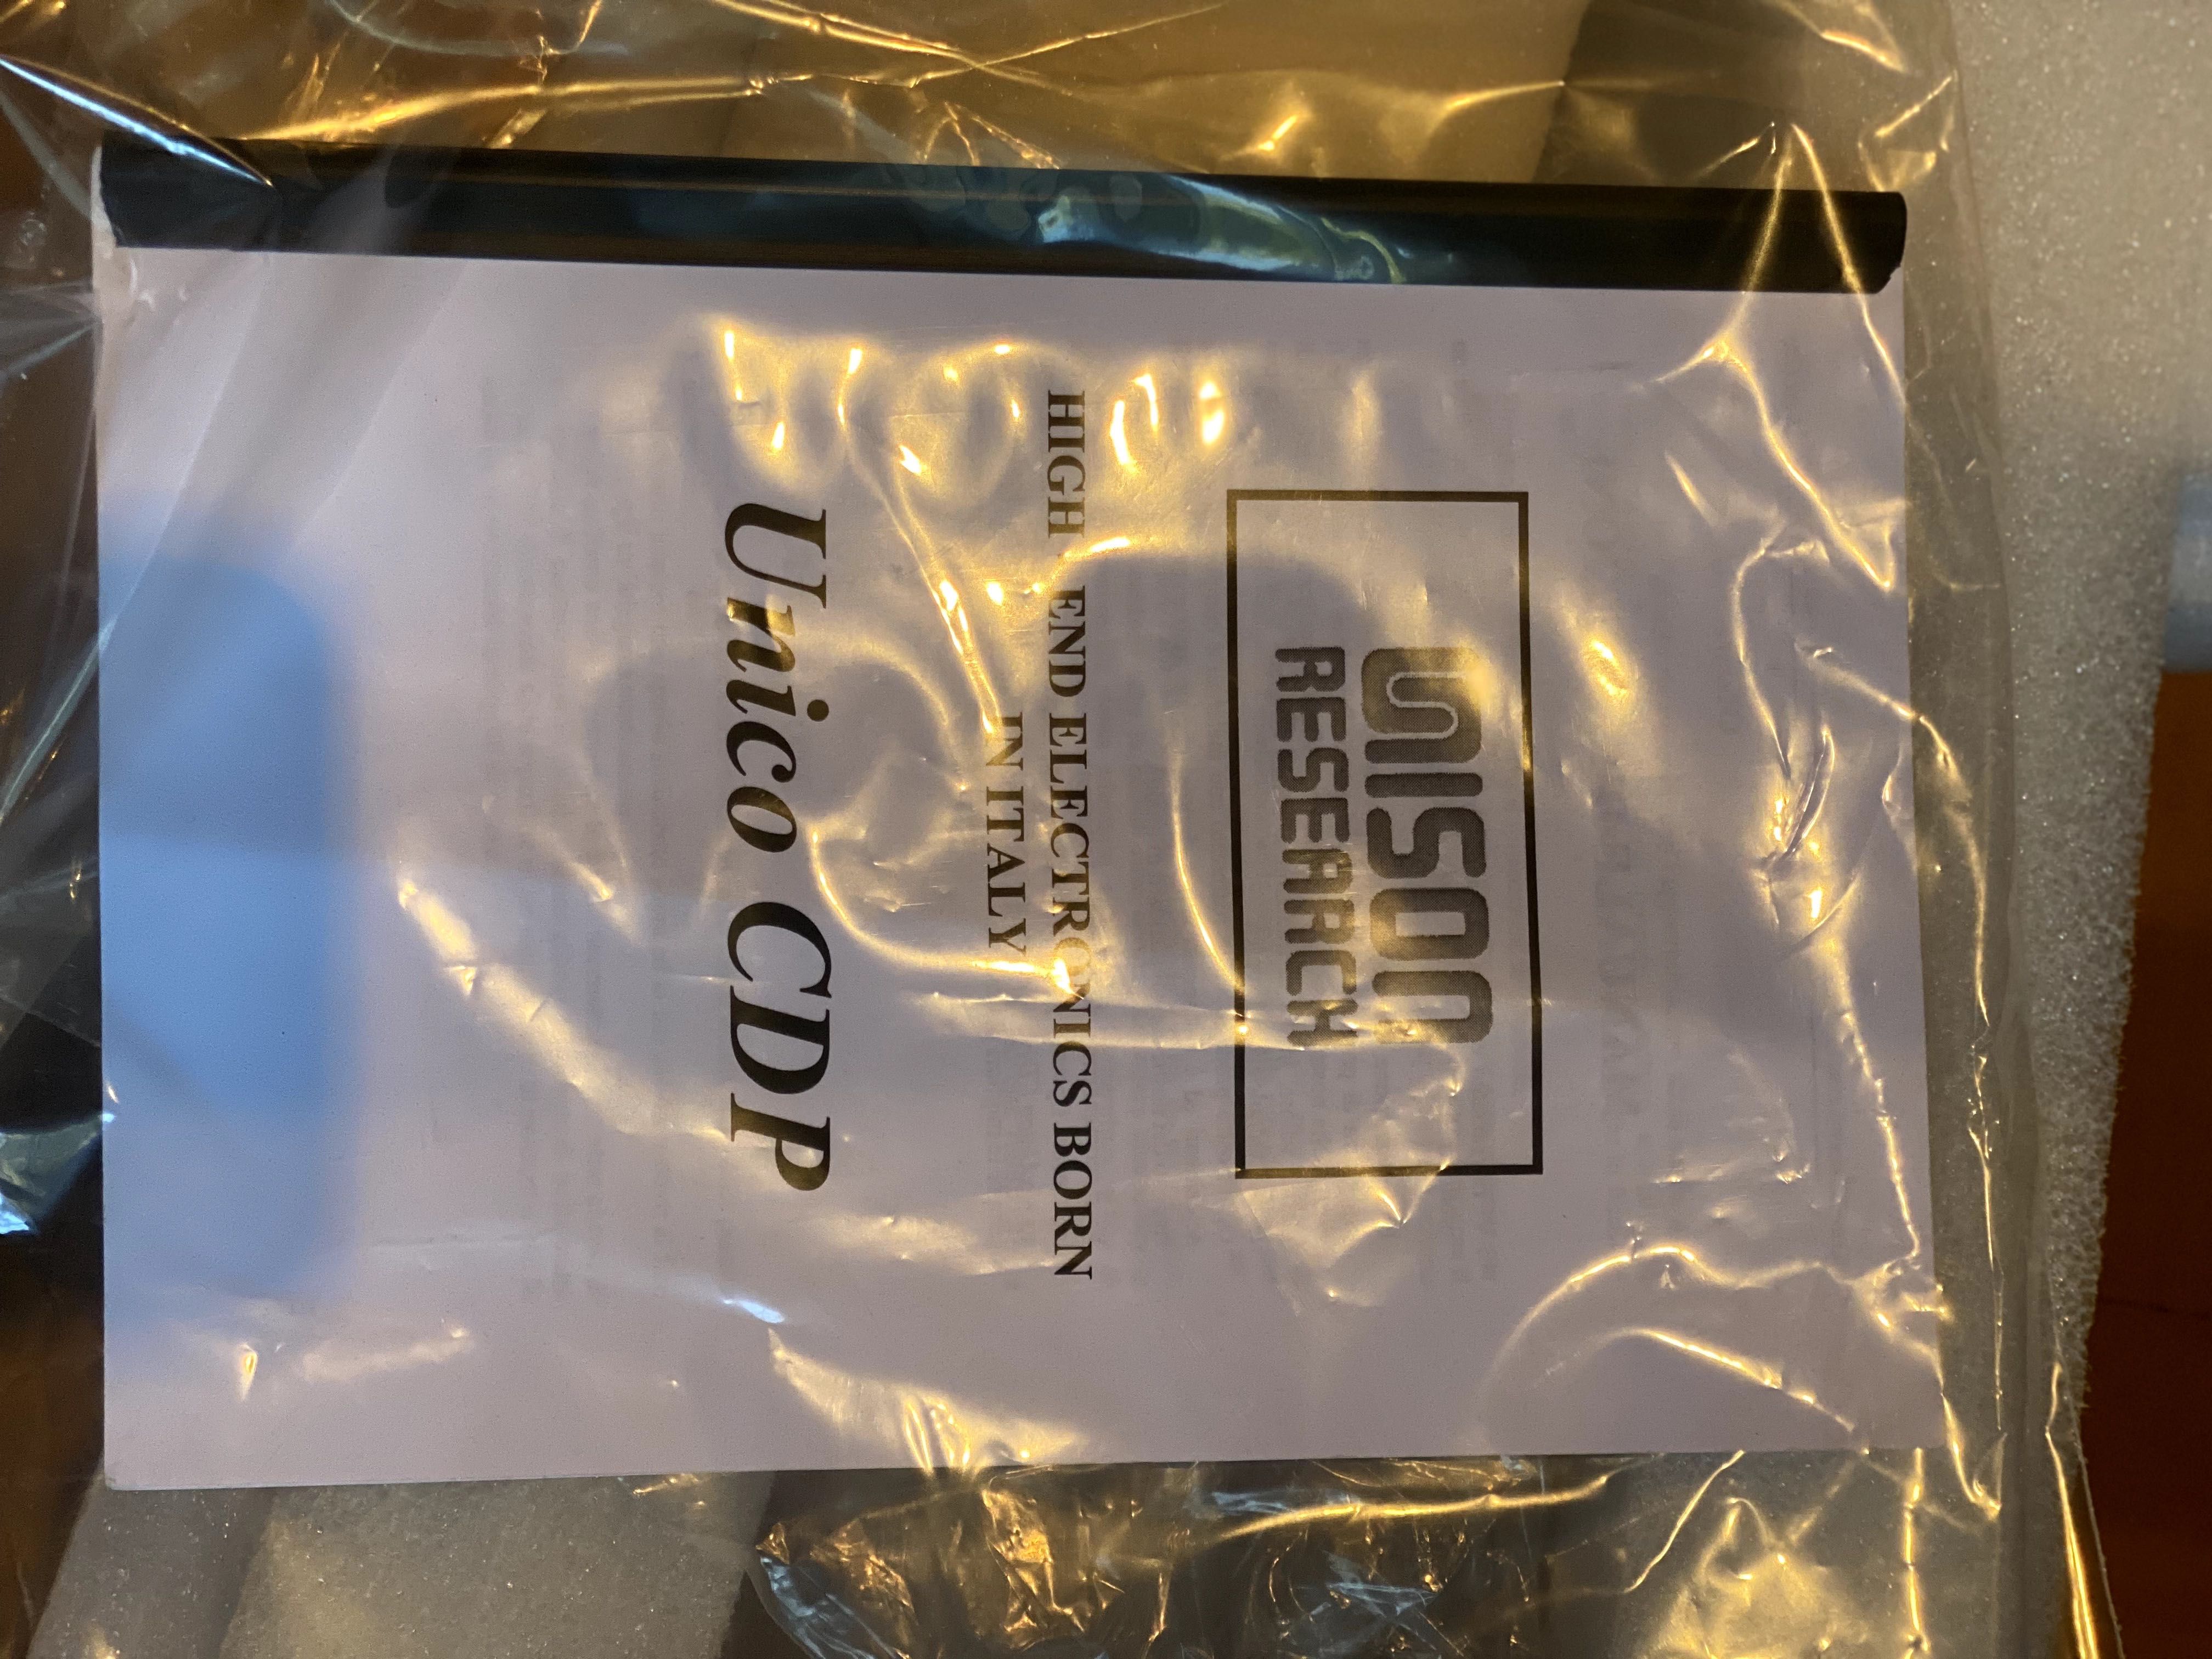 UNISON
RESEARCH
HIGH END ELECTRONICS BORN
IN ITALY
Unico CDP